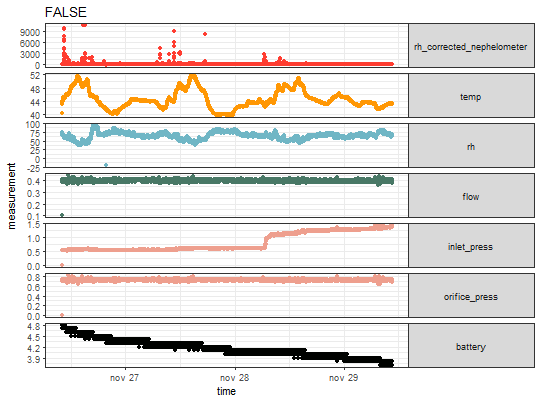 FALSE
9000
6000
3000
0
rh_corrected_nephelometer
52
48
44
40
temp
100
75
50
25
0
-25
rh
0.4
0.3
0.2
0.1
flow
1.5
1.0
0.5
0.0
inlet_press
0.8
0.6
0.4
0.2
0.0
orifice_press
4.8
4.5
4.2
3.9
battery
measurement
nov 27
nov 28
nov 29
time